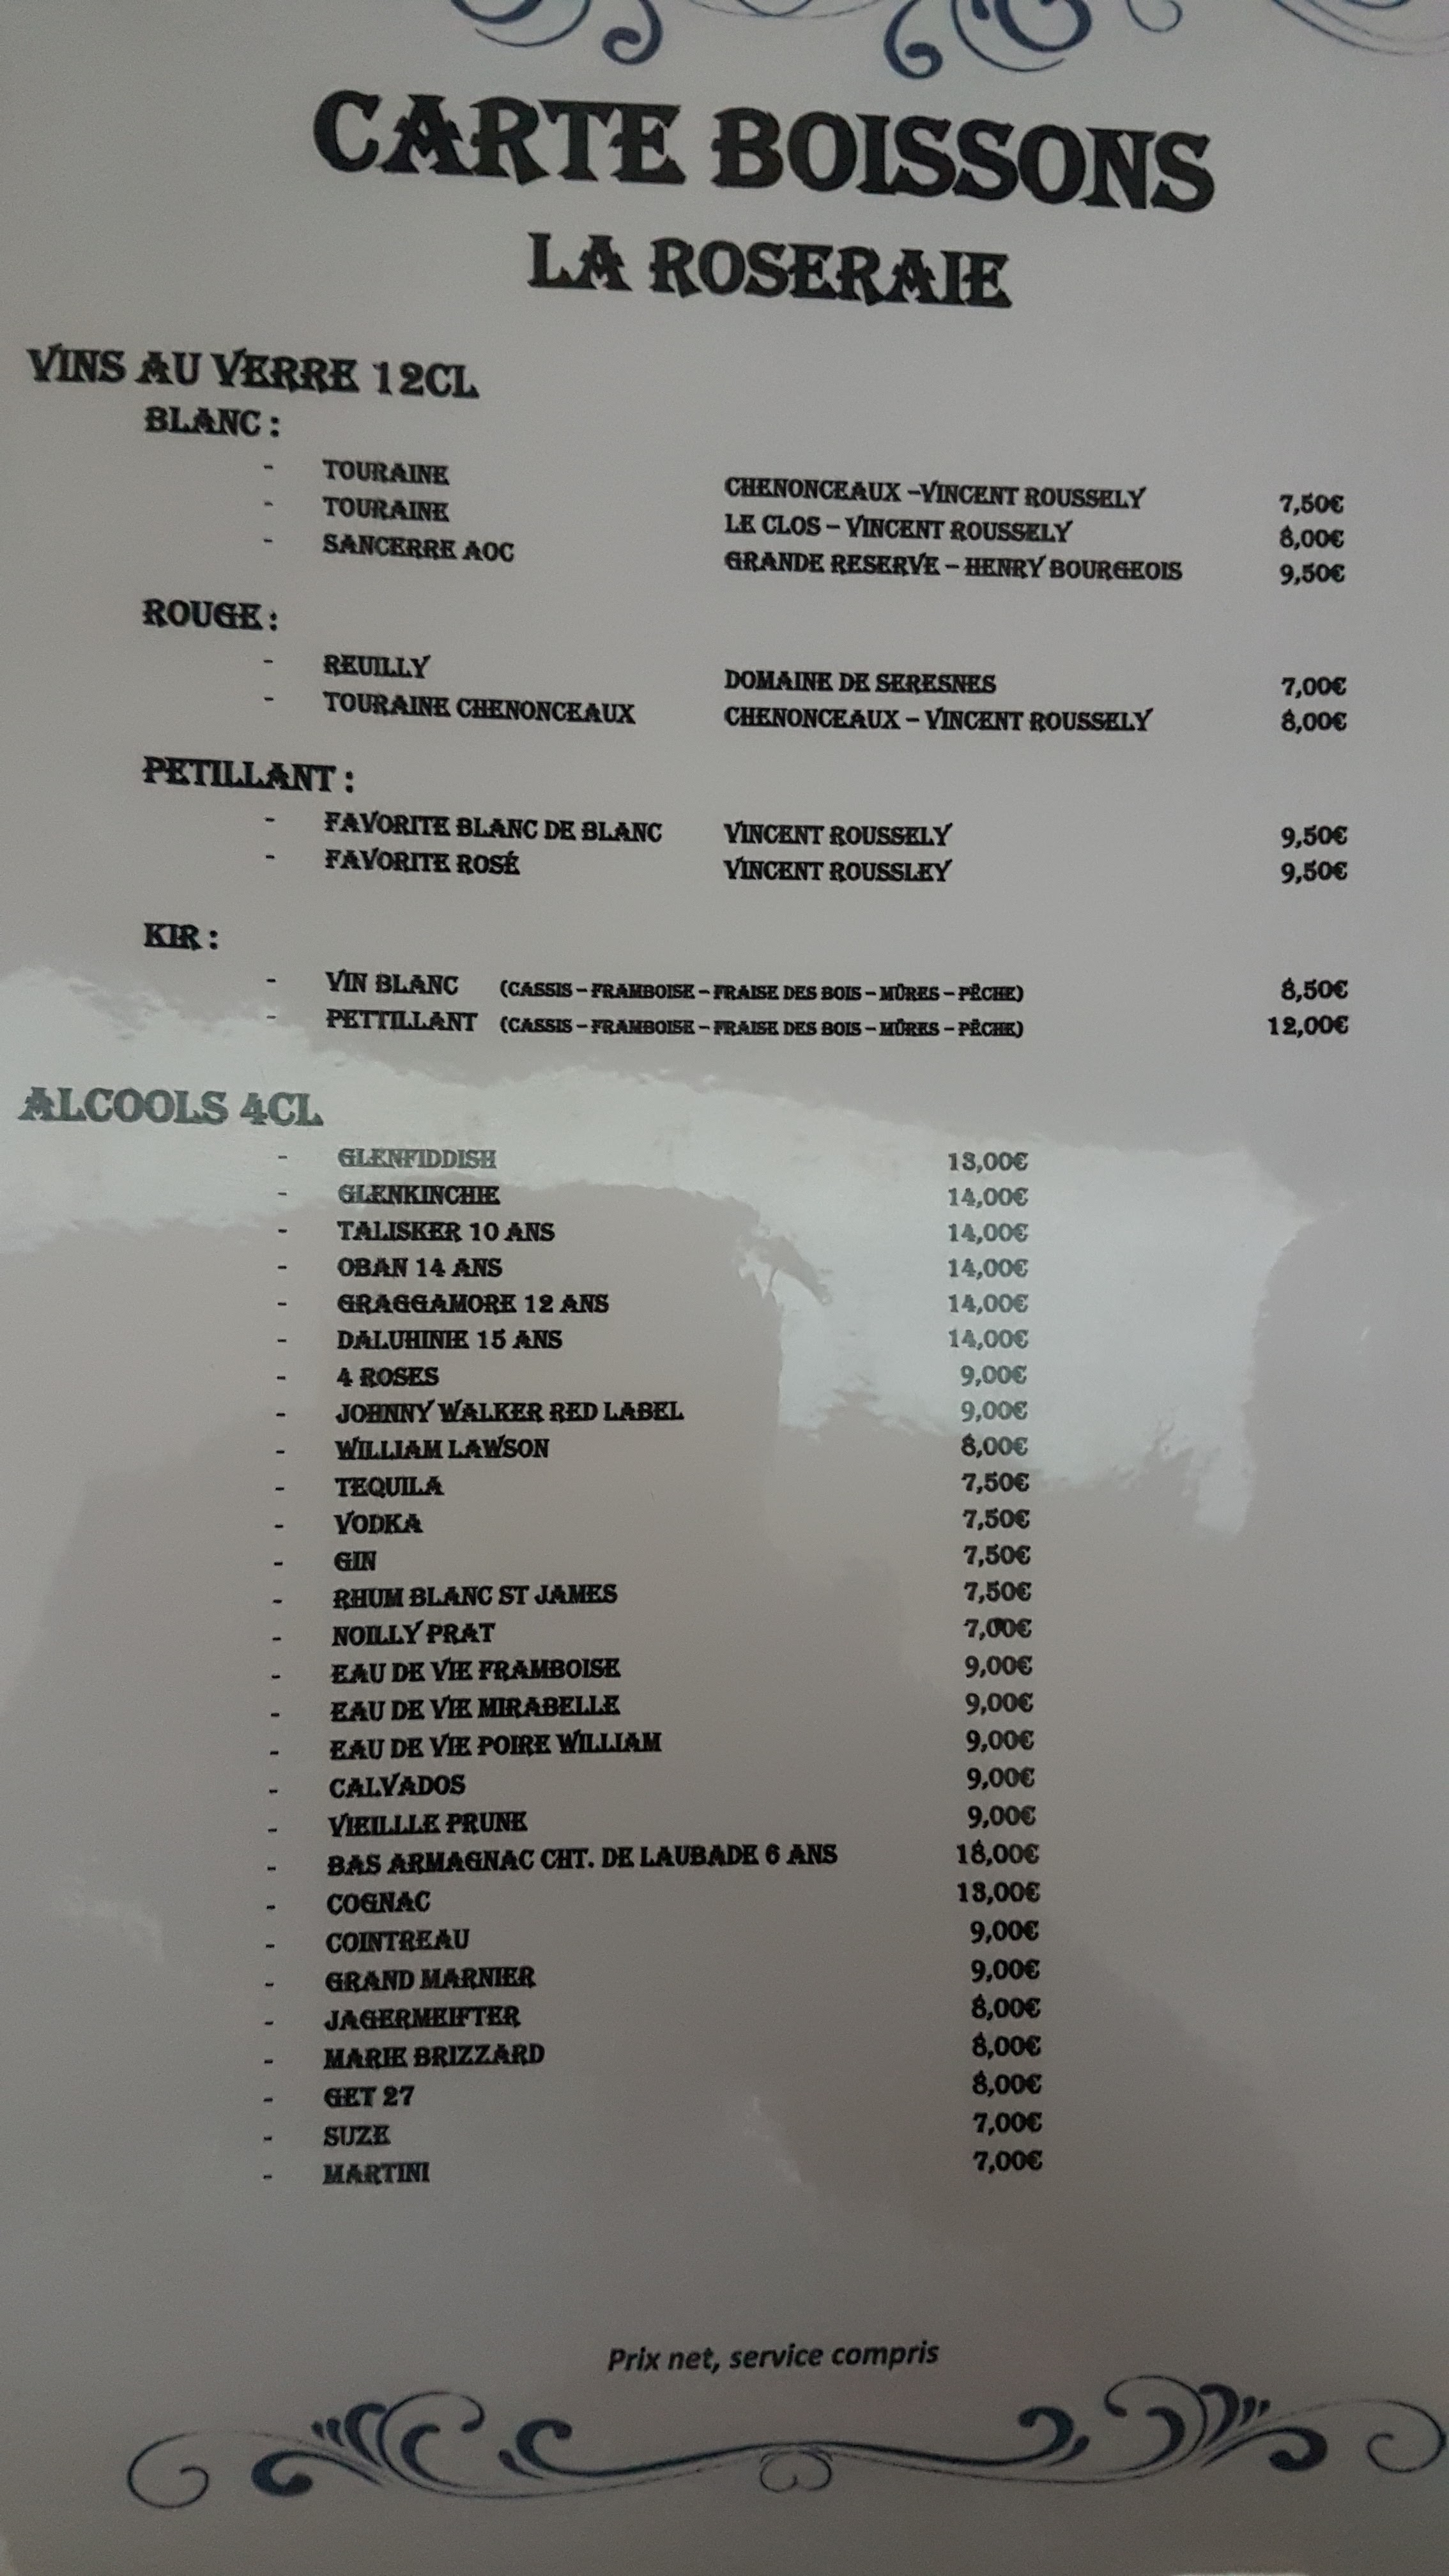 CARTE BOISSONS
LA ROSERAIE
VINS AU VERRE 12CL
BLANC :
- TOURAINE CHENONCEAUX –VINCENT ROUSSELY 7,50€
- TOURAINE LE CLOS – VINCENT ROUSSELY 8,00€
- SANCERRE AOC GRANDE RESERVE – HENRY BOURGEOIS 9,50€
ROUGE :
- REUILLY DOMAINE DE SERESNES 7,00€
- TOURAINE CHENONCEAUX CHENONCEAUX – VINCENT ROUSSELY 8,00€
PETILLANT :
- FAVORITE BLANC DE BLANC VINCENT ROUSSELY 9,50€
- FAVORITE ROSÉ VINCENT ROUSSLEY 9,50€
KIR :
- VIN BLANC (CASSIS – FRAMBOISE – FRAISE DES BOIS – MÛRES – PÊCHE) 8,50€
- PETTILLANT (CASSIS – FRAMBOISE – FRAISE DES BOIS – MÛRES – PÊCHE) 12,00€
ALCOOLS 4CL
- GLENFIDDISH 13,00€
- GLENKINCHIE 14,00€
- TALISKER 10 ANS 14,00€
- OBAN 14 ANS 14,00€
- GRAGGAMORE 12 ANS 14,00€
- DALUHINIE 15 ANS 14,00€
- 4 ROSES 9,00€
- JOHNNY WALKER RED LABEL 9,00€
- WILLIAM LAWSON 8,00€
- TEQUILA 7,50€
- VODKA 7,50€
- GIN 7,50€
- RHUM BLANC ST JAMES 7,50€
- NOILLY PRAT 7,00€
- EAU DE VIE FRAMBOISE 9,00€
- EAU DE VIE MIRABELLE 9,00€
- EAU DE VIE POIRE WILLIAM 9,00€
- CALVADOS 9,00€
- VIEILLLE PRUNE 9,00€
- BAS ARMAGNAC CHT. DE LAUBADE 6 ANS 18,00€
- COGNAC 13,00€
- COINTREAU 9,00€
- GRAND MARNIER 9,00€
- JAGERMEIFTER 8,00€
- MARIE BRIZZARD 8,00€
- GET 27 8,00€
- SUZE 7,00€
- MARTINI 7,00€
Prix net, service compris